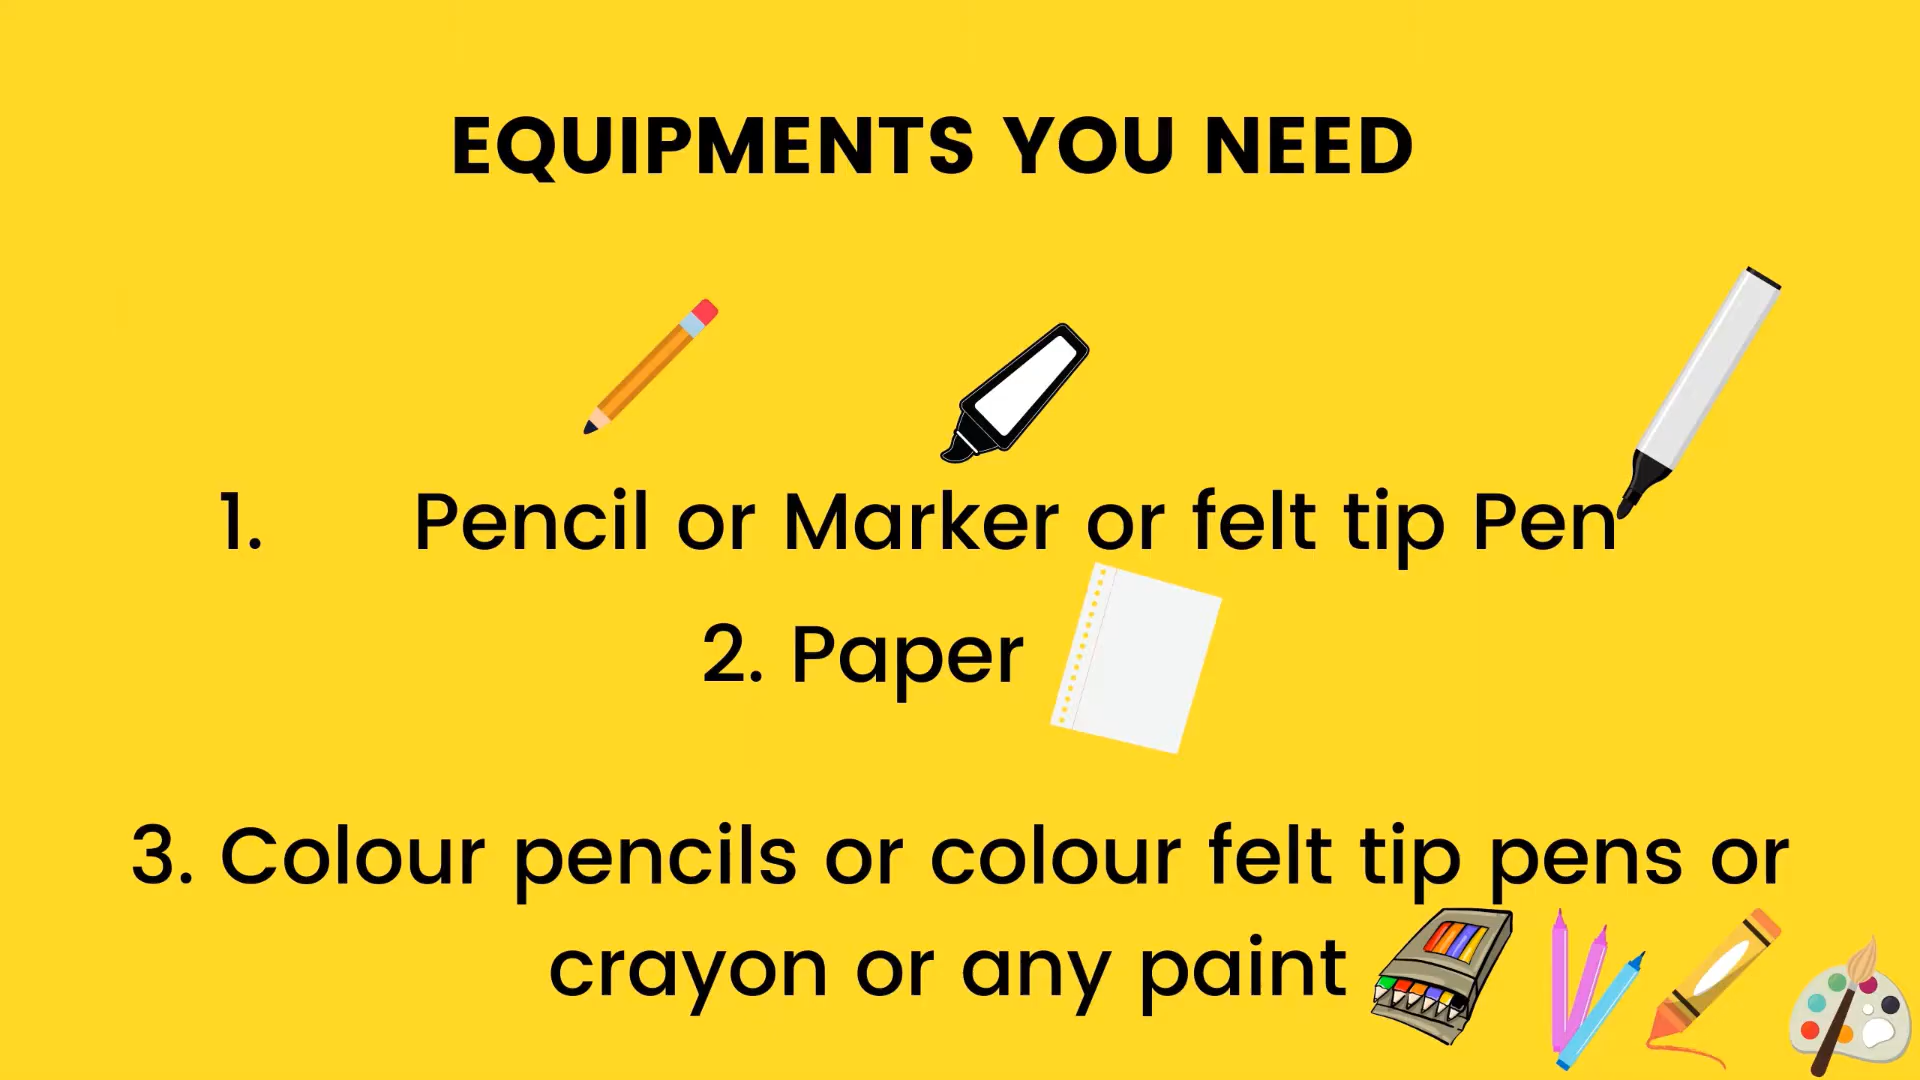 EQUIPMENTS YOU NEED
1. Pencil or Marker or felt tip Pen
2. Paper
3. Colour pencils or colour felt tip pens or
crayon or any paint